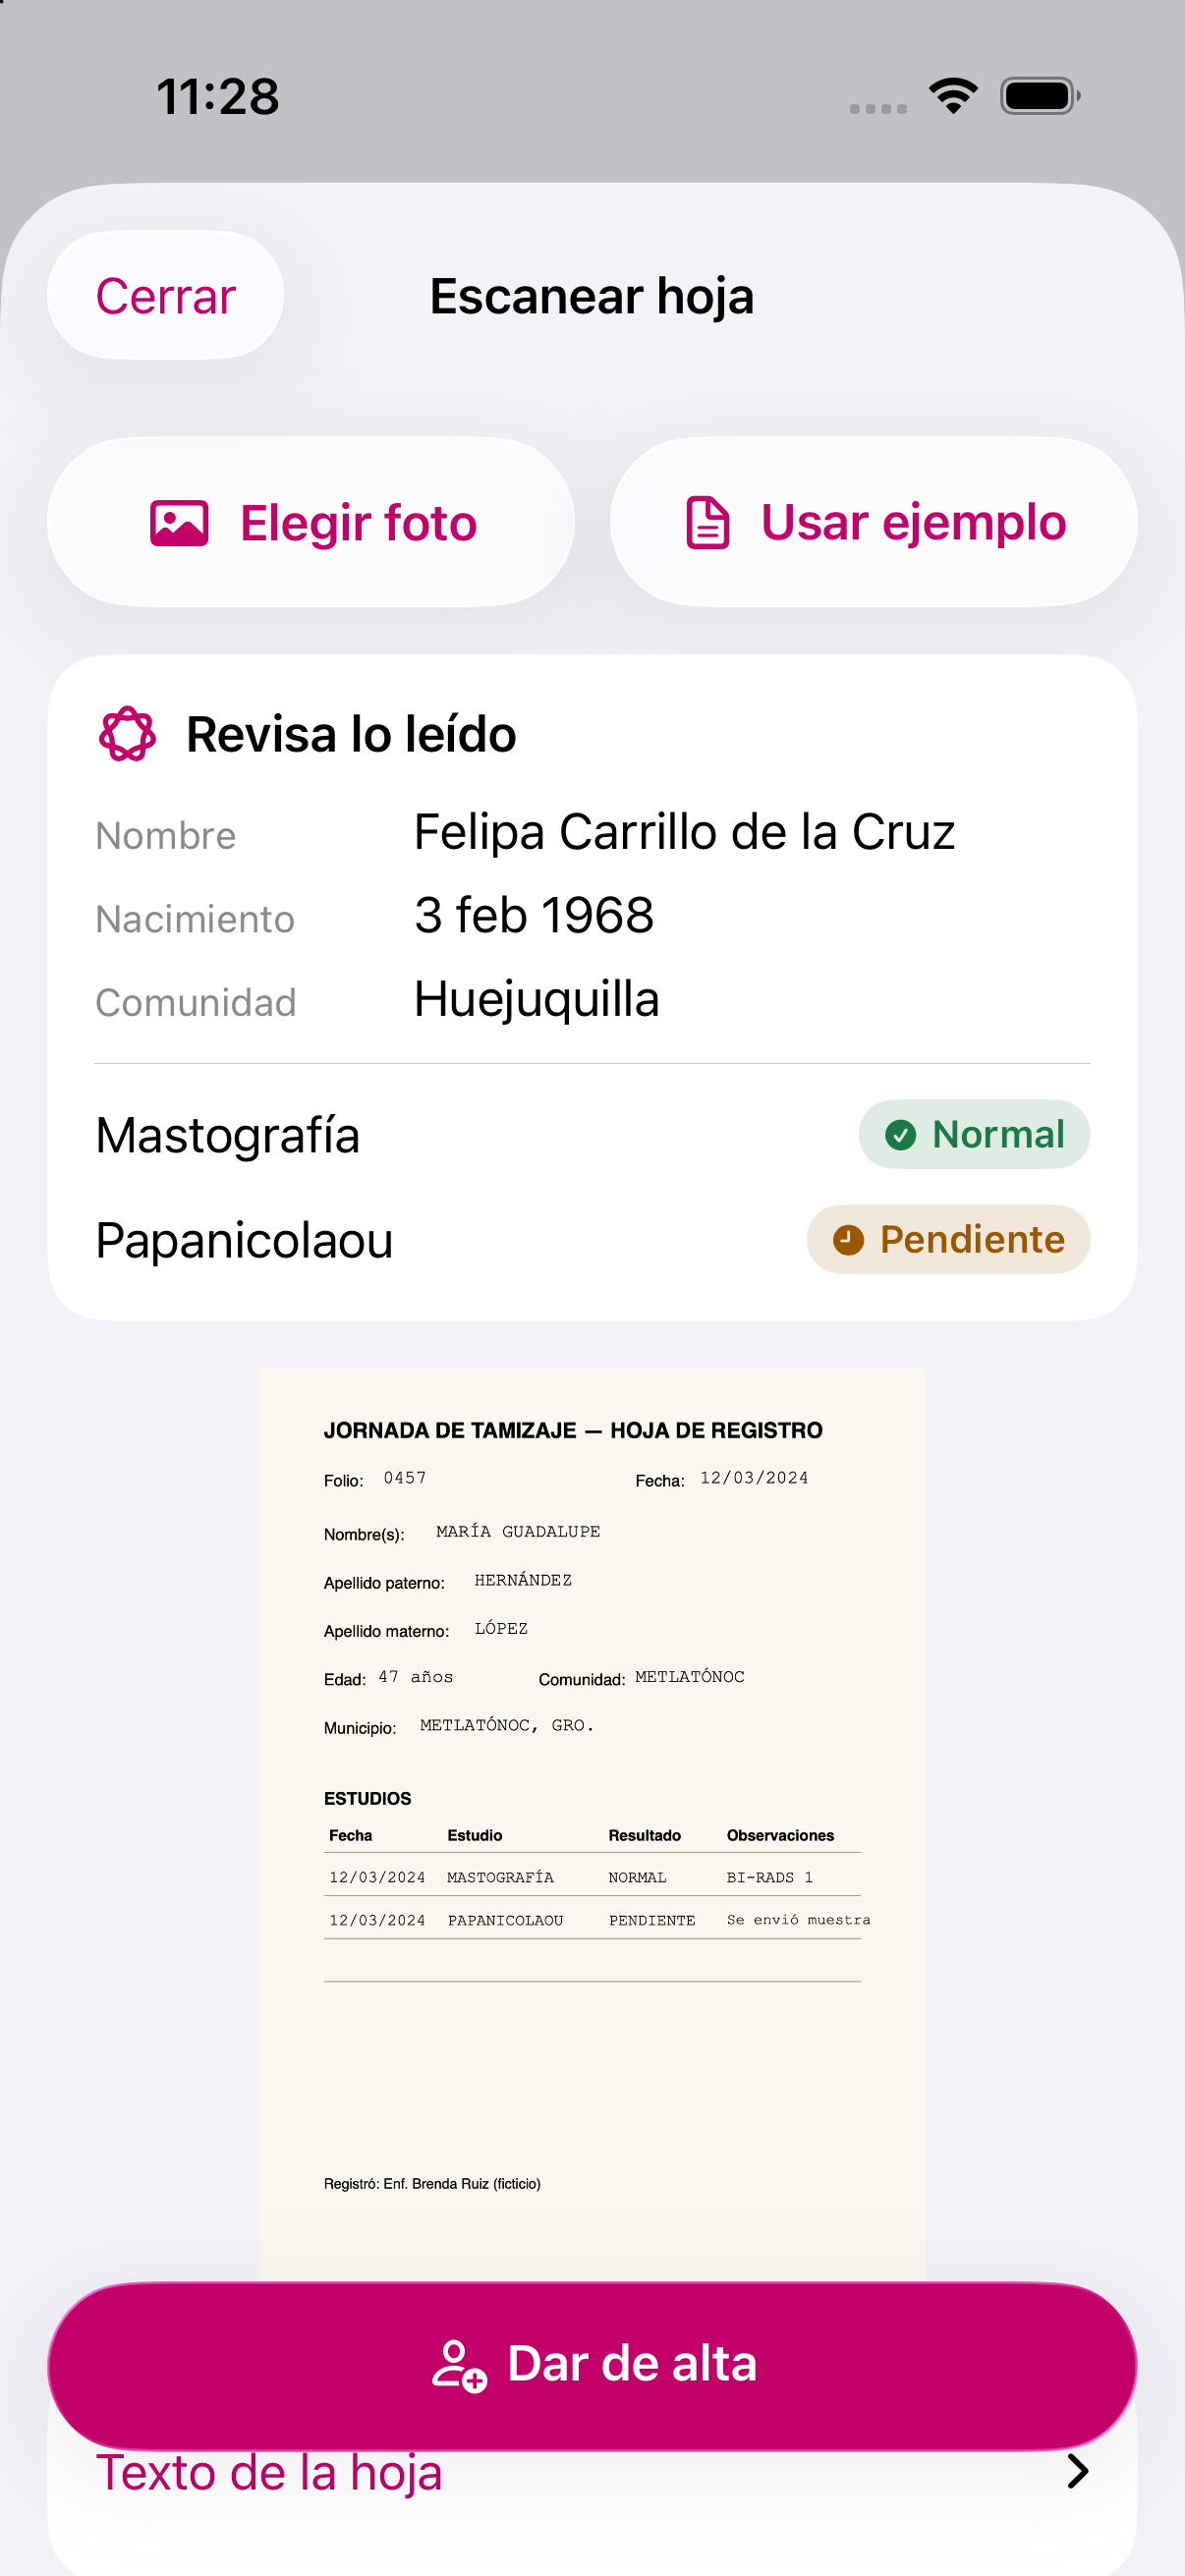 11:28
Cerrar
Escanear hoja
Elegir foto
Usar ejemplo
Revisa lo leído
Nombre Felipa Carrillo de la Cruz
Nacimiento 3 feb 1968
Comunidad Huejuquilla
Mastografía Normal
Papanicolaou Pendiente
JORNADA DE TAMIZAJE — HOJA DE REGISTRO
Folio: 0457 Fecha: 12/03/2024
Nombre(s): MARÍA GUADALUPE
Apellido paterno: HERNÁNDEZ
Apellido materno: LÓPEZ
Edad: 47 años Comunidad: METLATÓNOC
Municipio: METLATÓNOC, GRO.
ESTUDIOS
Fecha Estudio Resultado Observaciones
12/03/2024 MASTOGRAFÍA NORMAL BI-RADS 1
12/03/2024 PAPANICOLAOU PENDIENTE Se envió muestra
Registró: Enf. Brenda Ruiz (ficticio)
Dar de alta
Texto de la hoja